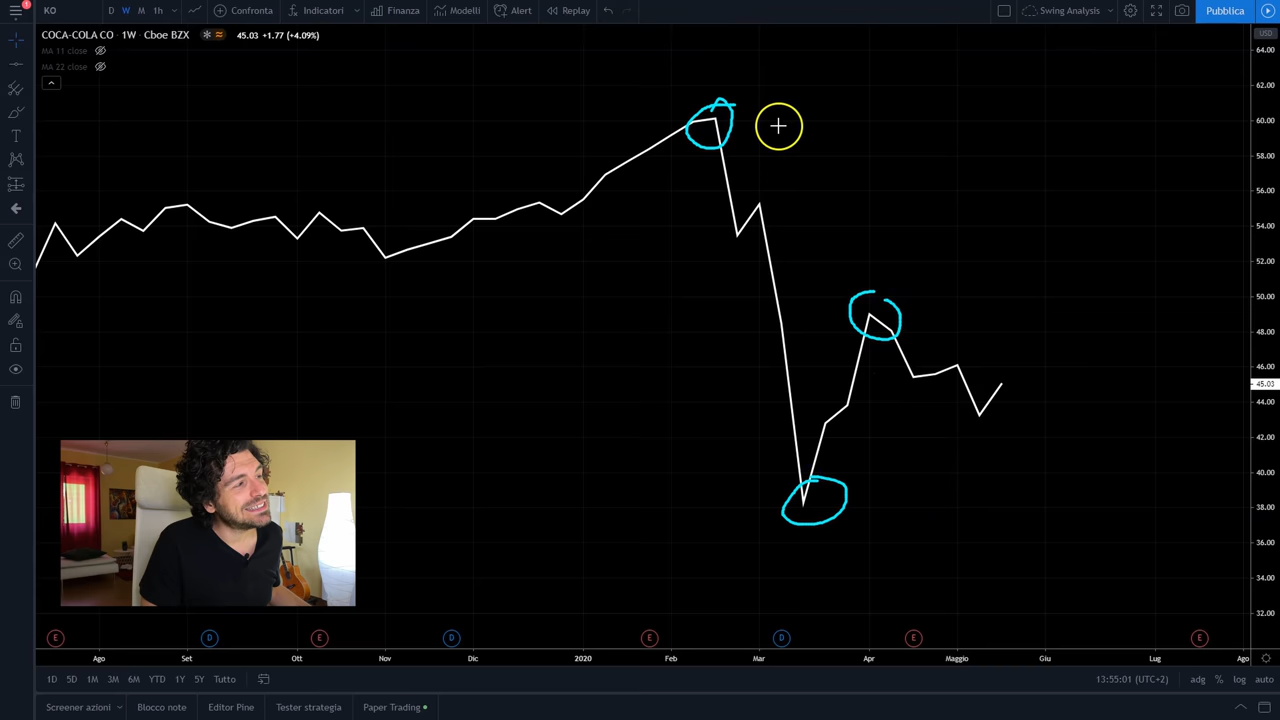 1
KO D W M 1h Confronta Indicatori Finanza Modelli Alert Replay Swing Analysis Pubblica
COCA-COLA CO 1W Cboe BZX 45.03 +1.77 (+4.09%)
USD
MA 11 close
MA 22 close
64.00
62.00
60.00
58.00
56.00
54.00
52.00
50.00
48.00
46.00
45.03
44.00
42.00
40.00
38.00
36.00
34.00
32.00
E D E D E D E E
Ago Set Ott Nov Dic 2020 Feb Mar Apr Maggio Giu Lug Ago
1D 5D 1M 3M 6M YTD 1Y 5Y Tutto 13:55:01 (UTC+2) adg % log auto
Screener azioni Blocco note Editor Pine Tester strategia Paper Trading